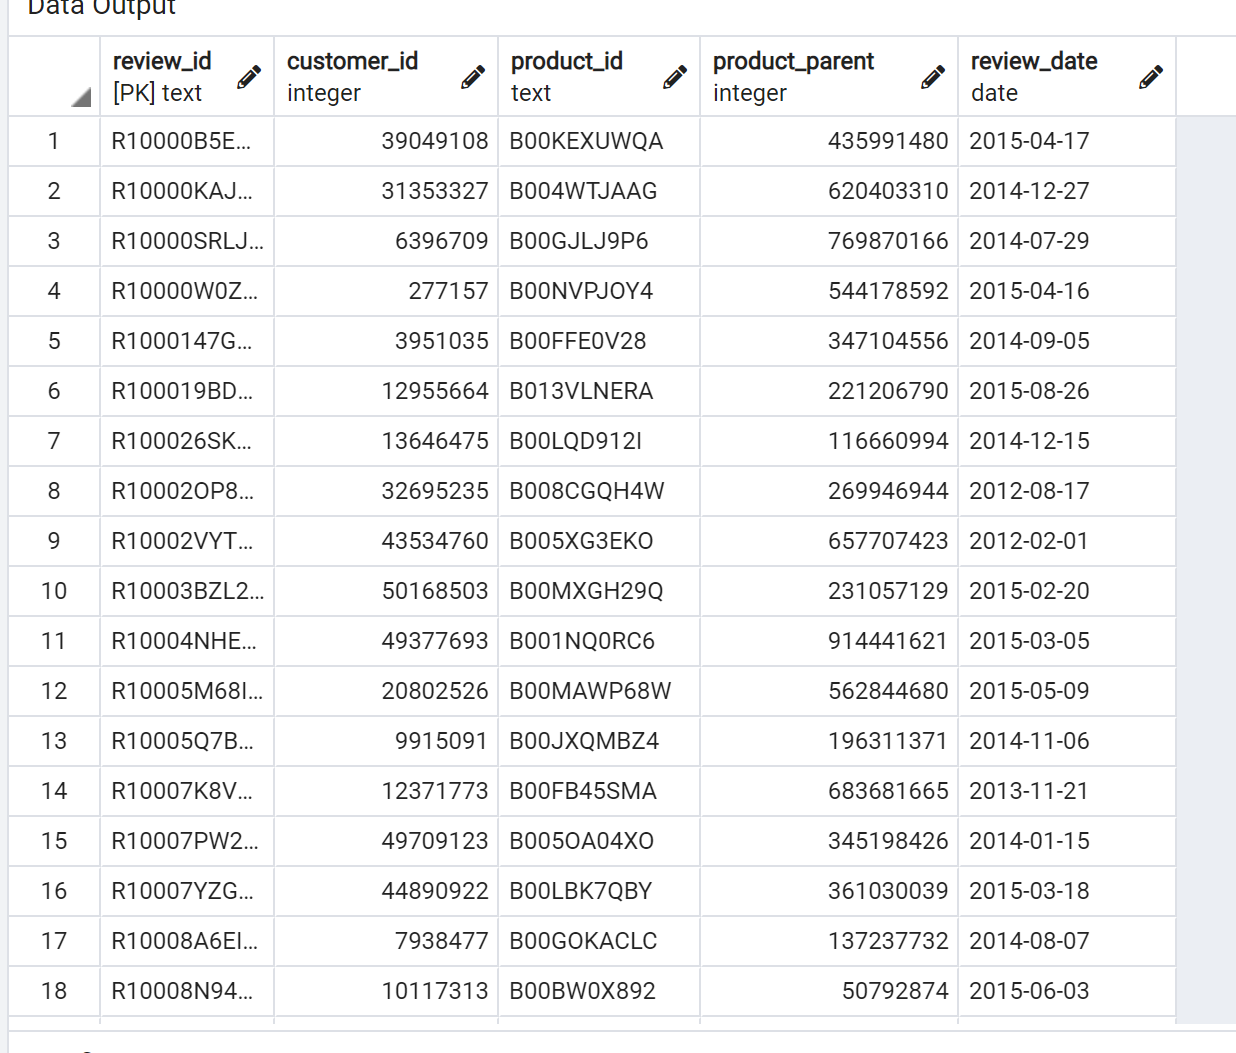 Data Output
review_id customer_id product_id product_parent review_date
[PK] text integer text integer date
1 R10000B5E... 39049108 B00KEXUWQA 435991480 2015-04-17
2 R10000KAJ... 31353327 B004WTJAAG 620403310 2014-12-27
3 R10000SRLJ... 6396709 B00GJLJ9P6 769870166 2014-07-29
4 R10000W0Z... 277157 B00NVPJOY4 544178592 2015-04-16
5 R1000147G... 3951035 B00FFE0V28 347104556 2014-09-05
6 R100019BD... 12955664 B013VLNERA 221206790 2015-08-26
7 R100026SK... 13646475 B00LQD912I 116660994 2014-12-15
8 R10002OP8... 32695235 B008CGQH4W 269946944 2012-08-17
9 R10002VYT... 43534760 B005XG3EKO 657707423 2012-02-01
10 R10003BZL2... 50168503 B00MXGH29Q 231057129 2015-02-20
11 R10004NHE... 49377693 B001NQ0RC6 914441621 2015-03-05
12 R10005M68I... 20802526 B00MAWP68W 562844680 2015-05-09
13 R10005Q7B... 9915091 B00JXQMBZ4 196311371 2014-11-06
14 R10007K8V... 12371773 B00FB45SMA 683681665 2013-11-21
15 R10007PW2... 49709123 B005OA04XO 345198426 2014-01-15
16 R10007YZG... 44890922 B00LBK7QBY 361030039 2015-03-18
17 R10008A6EI... 7938477 B00GOKACLC 137237732 2014-08-07
18 R10008N94... 10117313 B00BW0X892 50792874 2015-06-03